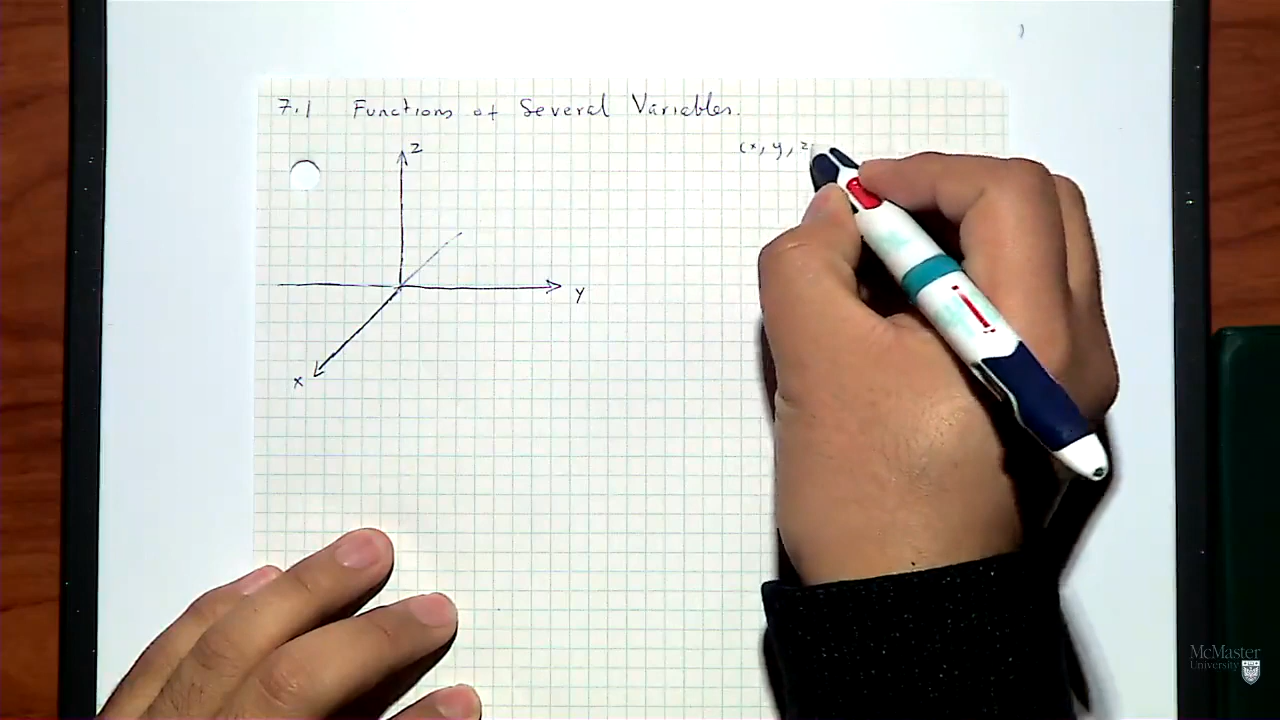 7.1 Functions of Several Variables.
(x, y, z
z
y
x
McMaster
University